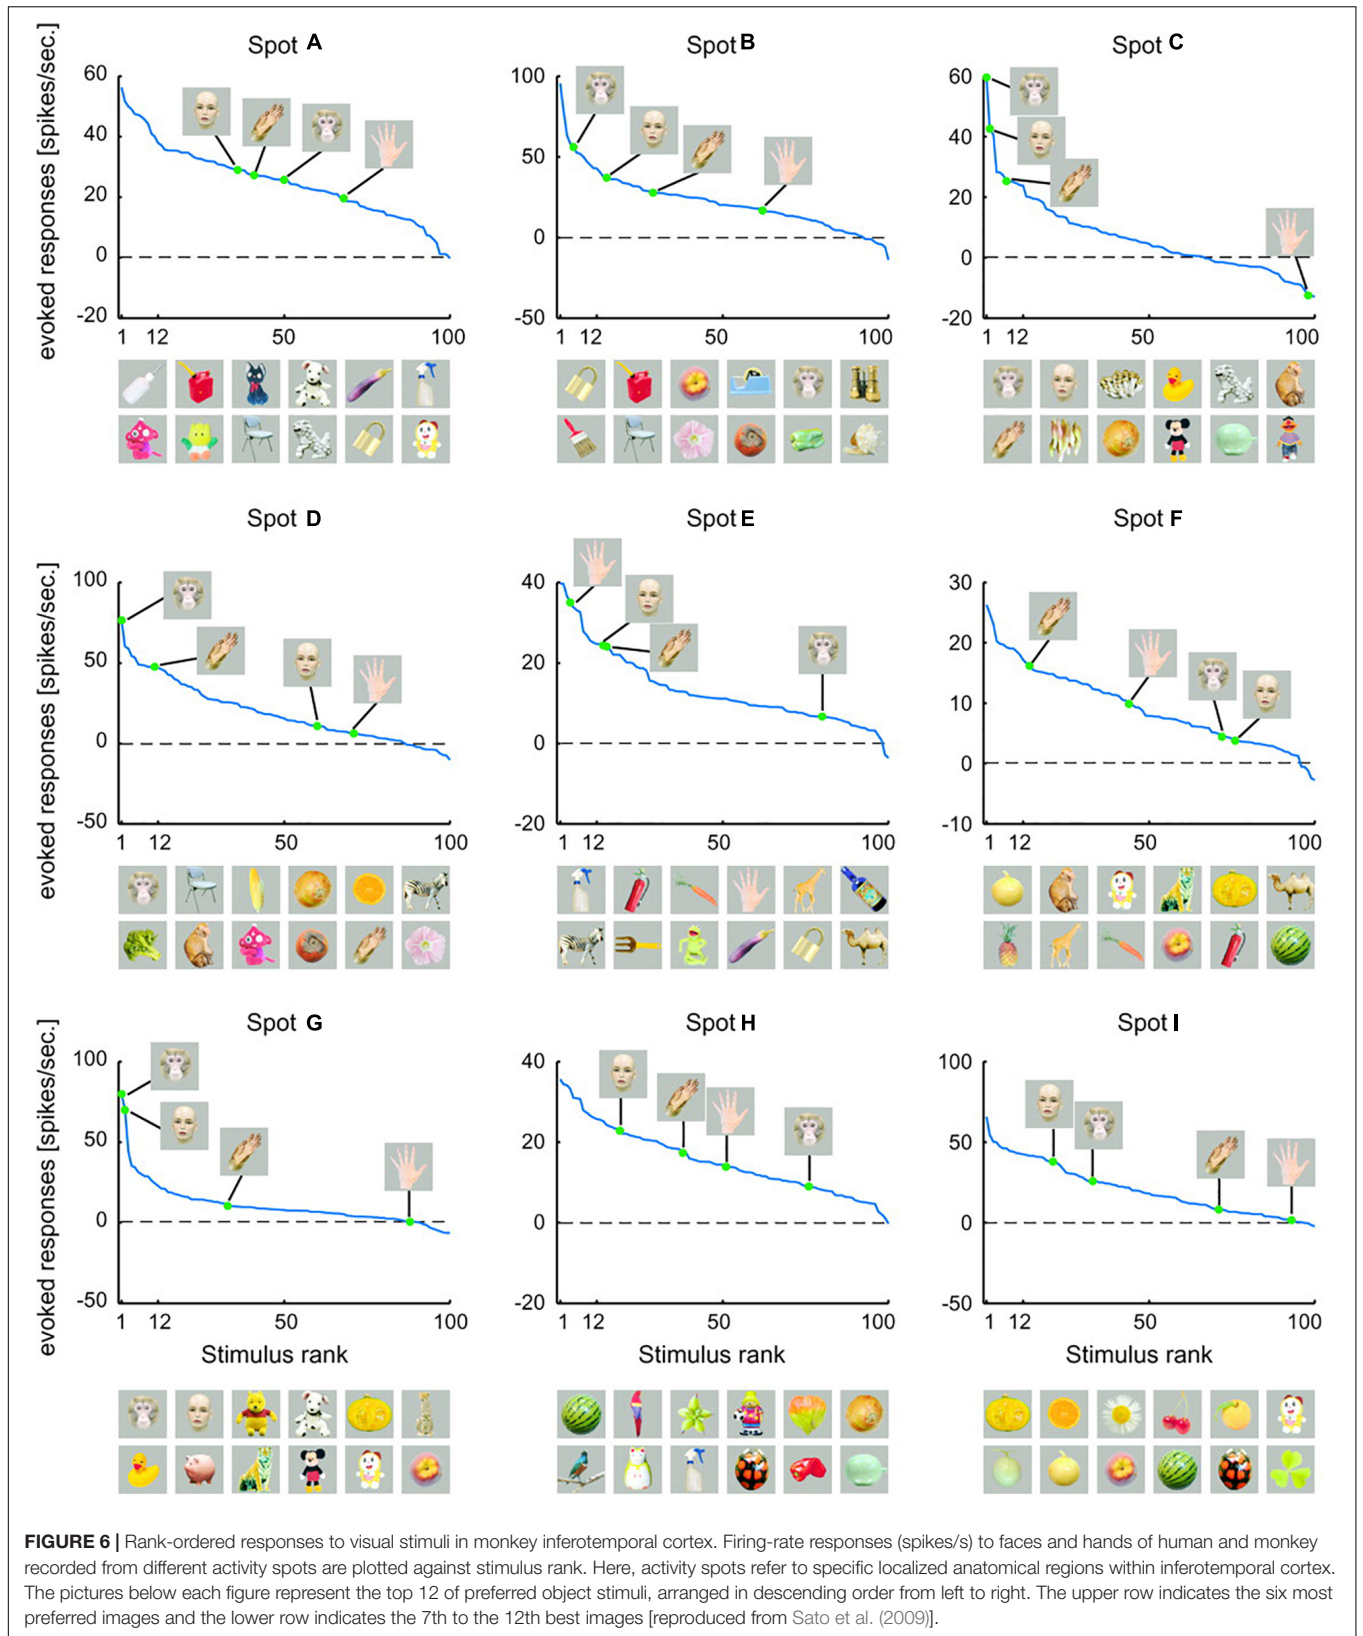 Spot A
Spot B
Spot C
evoked responses [spikes/sec.]
60
40
20
0
-20
1 12 50 100
100
50
0
-50
1 12 50 100
60
40
20
0
-20
1 12 50 100
Spot D
Spot E
Spot F
evoked responses [spikes/sec.]
100
50
0
-50
1 12 50 100
40
20
0
-20
1 12 50 100
30
20
10
0
-10
1 12 50 100
Spot G
Spot H
Spot I
evoked responses [spikes/sec.]
100
50
0
-50
1 12 50 100
Stimulus rank
40
20
0
-20
1 12 50 100
Stimulus rank
100
50
0
-50
1 12 50 100
Stimulus rank
FIGURE 6 | Rank-ordered responses to visual stimuli in monkey inferotemporal cortex. Firing-rate responses (spikes/s) to faces and hands of human and monkey
recorded from different activity spots are plotted against stimulus rank. Here, activity spots refer to specific localized anatomical regions within inferotemporal cortex.
The pictures below each figure represent the top 12 of preferred object stimuli, arranged in descending order from left to right. The upper row indicates the six most
preferred images and the lower row indicates the 7th to the 12th best images [reproduced from Sato et al. (2009)].